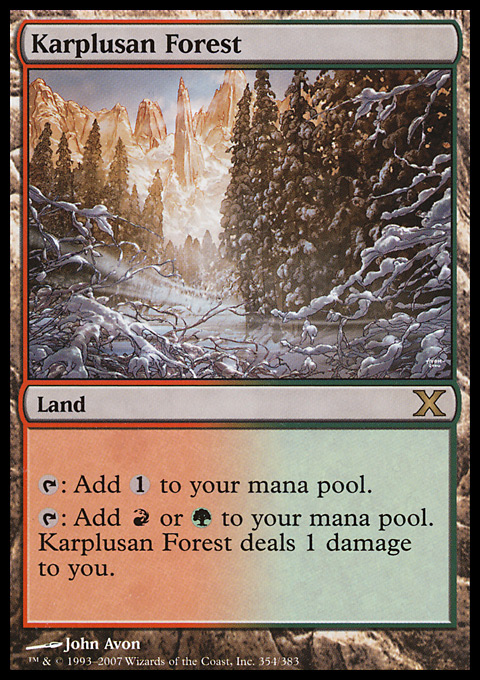 Karplusan Forest
Land
X
: Add 1 to your mana pool.
: Add or to your mana pool.
Karplusan Forest deals 1 damage
to you.
John Avon
™ & © 1993–2007 Wizards of the Coast, Inc. 354/383